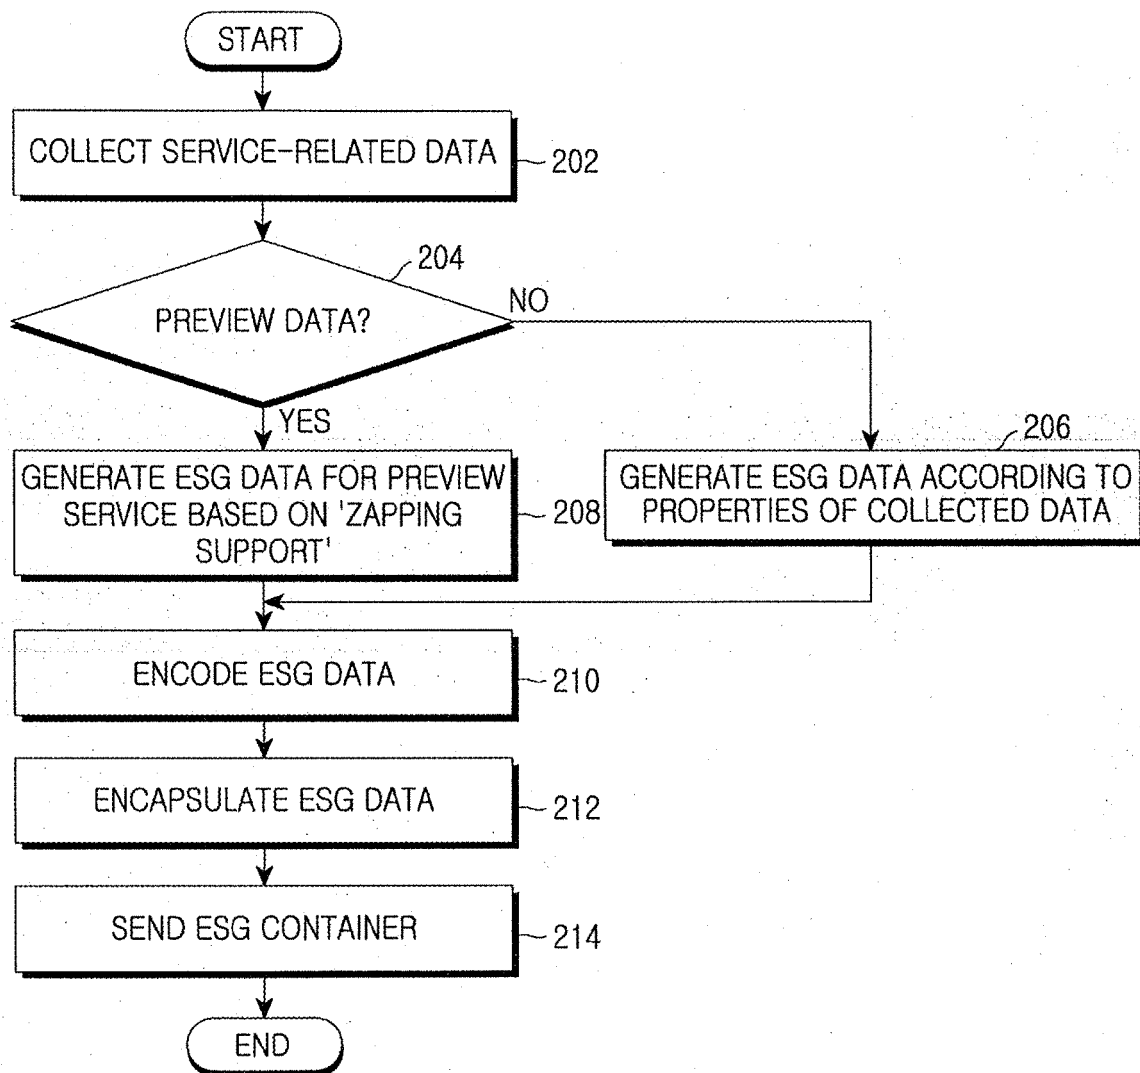 START
COLLECT SERVICE-RELATED DATA
202
204
PREVIEW DATA?
NO
YES
206
GENERATE ESG DATA FOR PREVIEW
SERVICE BASED ON 'ZAPPING
SUPPORT'
208
GENERATE ESG DATA ACCORDING TO
PROPERTIES OF COLLECTED DATA
ENCODE ESG DATA
210
ENCAPSULATE ESG DATA
212
SEND ESG CONTAINER
214
END